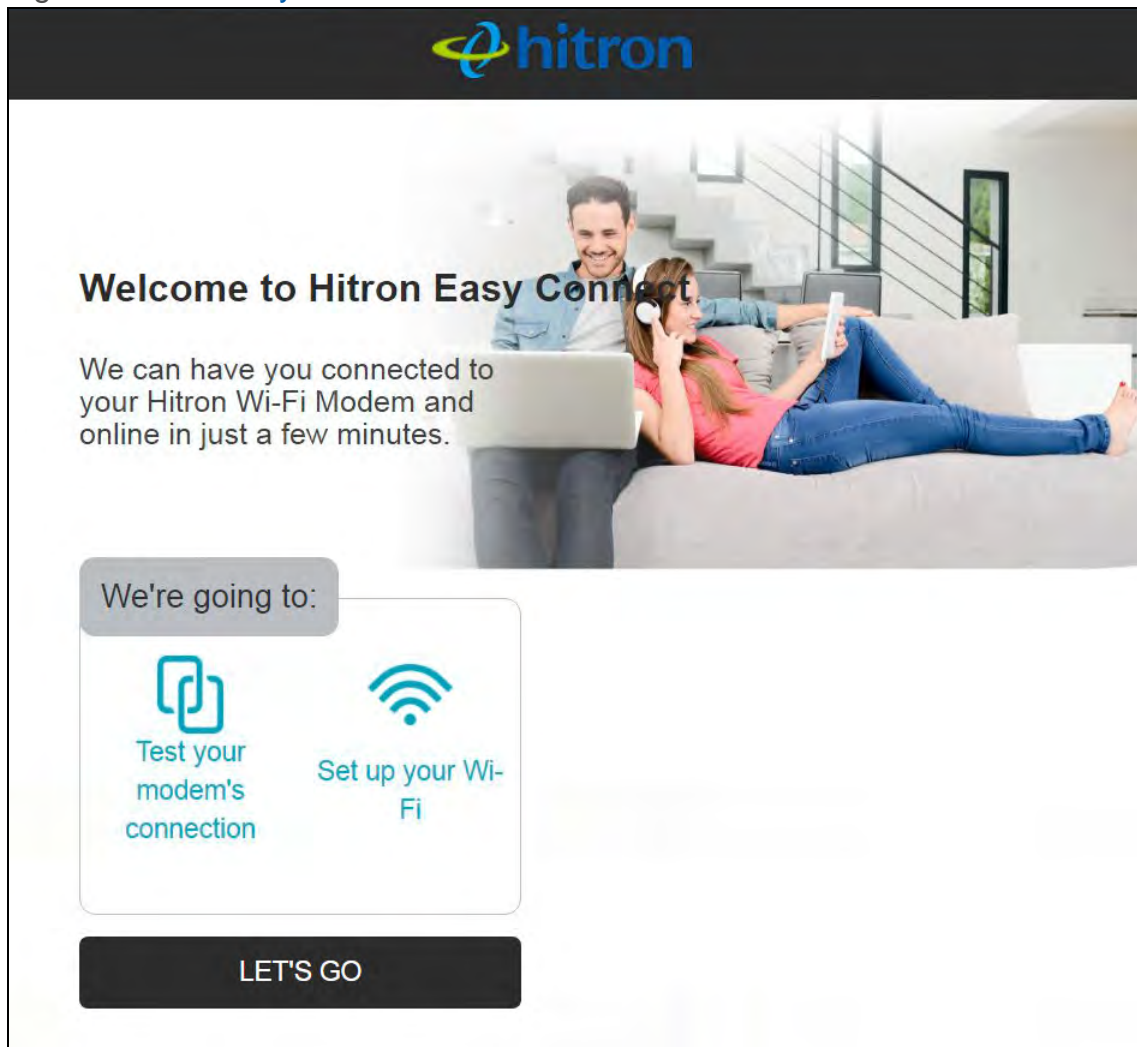 hitron
Welcome to Hitron Easy Connect
We can have you connected to
your Hitron Wi-Fi Modem and
online in just a few minutes.
We're going to:
Test your
modem's
connection
Set up your Wi-
Fi
LET'S GO